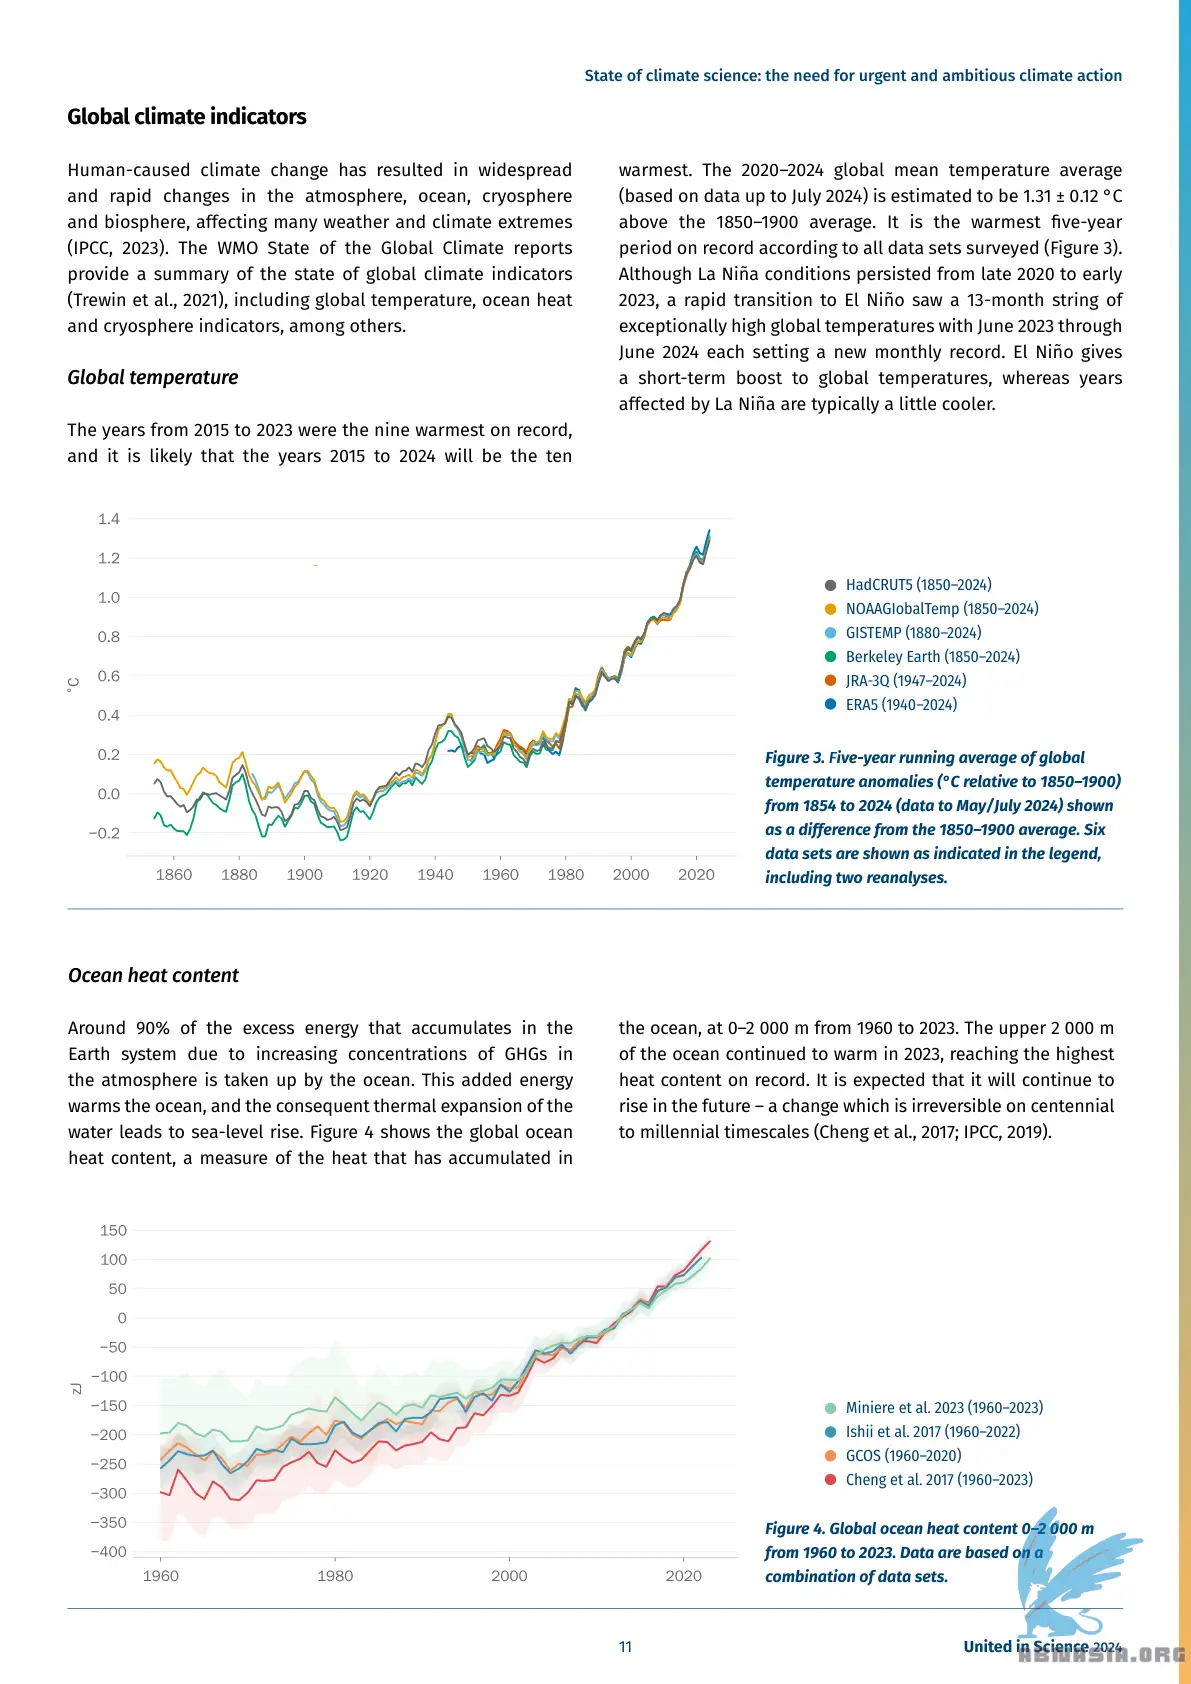 State of climate science: the need for urgent and ambitious climate action
Global climate indicators
Human-caused climate change has resulted in widespread
and rapid changes in the atmosphere, ocean, cryosphere
and biosphere, affecting many weather and climate extremes
(IPCC, 2023). The WMO State of the Global Climate reports
provide a summary of the state of global climate indicators
(Trewin et al., 2021), including global temperature, ocean heat
and cryosphere indicators, among others.
Global temperature
The years from 2015 to 2023 were the nine warmest on record,
and it is likely that the years 2015 to 2024 will be the ten
warmest. The 2020–2024 global mean temperature average
(based on data up to July 2024) is estimated to be 1.31 ± 0.12 °C
above the 1850–1900 average. It is the warmest five-year
period on record according to all data sets surveyed (Figure 3).
Although La Niña conditions persisted from late 2020 to early
2023, a rapid transition to El Niño saw a 13-month string of
exceptionally high global temperatures with June 2023 through
June 2024 each setting a new monthly record. El Niño gives
a short-term boost to global temperatures, whereas years
affected by La Niña are typically a little cooler.
1.4
1.2
1.0
0.8
0.6
0.4
0.2
0.0
−0.2
°C
1860 1880 1900 1920 1940 1960 1980 2000 2020
HadCRUT5 (1850–2024)
NOAAGlobalTemp (1850–2024)
GISTEMP (1880–2024)
Berkeley Earth (1850–2024)
JRA-3Q (1947–2024)
ERA5 (1940–2024)
Figure 3. Five-year running average of global
temperature anomalies (°C relative to 1850–1900)
from 1854 to 2024 (data to May/July 2024) shown
as a difference from the 1850–1900 average. Six
data sets are shown as indicated in the legend,
including two reanalyses.
Ocean heat content
Around 90% of the excess energy that accumulates in the
Earth system due to increasing concentrations of GHGs in
the atmosphere is taken up by the ocean. This added energy
warms the ocean, and the consequent thermal expansion of the
water leads to sea-level rise. Figure 4 shows the global ocean
heat content, a measure of the heat that has accumulated in
the ocean, at 0–2 000 m from 1960 to 2023. The upper 2 000 m
of the ocean continued to warm in 2023, reaching the highest
heat content on record. It is expected that it will continue to
rise in the future – a change which is irreversible on centennial
to millennial timescales (Cheng et al., 2017; IPCC, 2019).
150
100
50
0
−50
−100
−150
−200
−250
−300
−350
−400
zJ
1960 1980 2000 2020
Miniere et al. 2023 (1960–2023)
Ishii et al. 2017 (1960–2022)
GCOS (1960–2020)
Cheng et al. 2017 (1960–2023)
Figure 4. Global ocean heat content 0–2 000 m
from 1960 to 2023. Data are based on a
combination of data sets.
11
United in Science 2024
ABNASIA.ORG